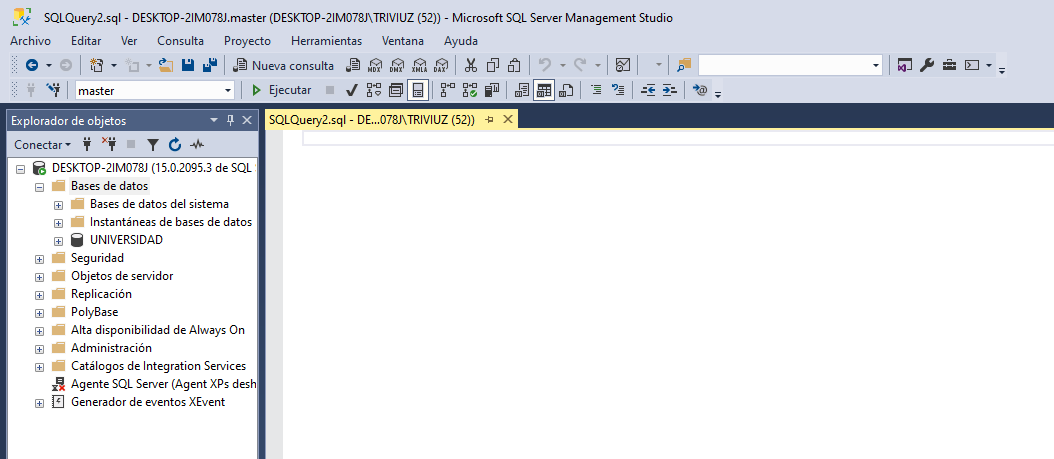 SQLQuery2.sql - DESKTOP-2IM078J.master (DESKTOP-2IM078J\TRIVIUZ (52)) - Microsoft SQL Server Management Studio
Archivo Editar Ver Consulta Proyecto Herramientas Ventana Ayuda
Nueva consulta MDX DMX XMLA DAX
master Ejecutar
Explorador de objetos
SQLQuery2.sql - DE...078J\TRIVIUZ (52))
Conectar
DESKTOP-2IM078J (15.0.2095.3 de SQL
Bases de datos
Bases de datos del sistema
Instantáneas de bases de datos
UNIVERSIDAD
Seguridad
Objetos de servidor
Replicación
PolyBase
Alta disponibilidad de Always On
Administración
Catálogos de Integration Services
Agente SQL Server (Agent XPs desh
Generador de eventos XEvent